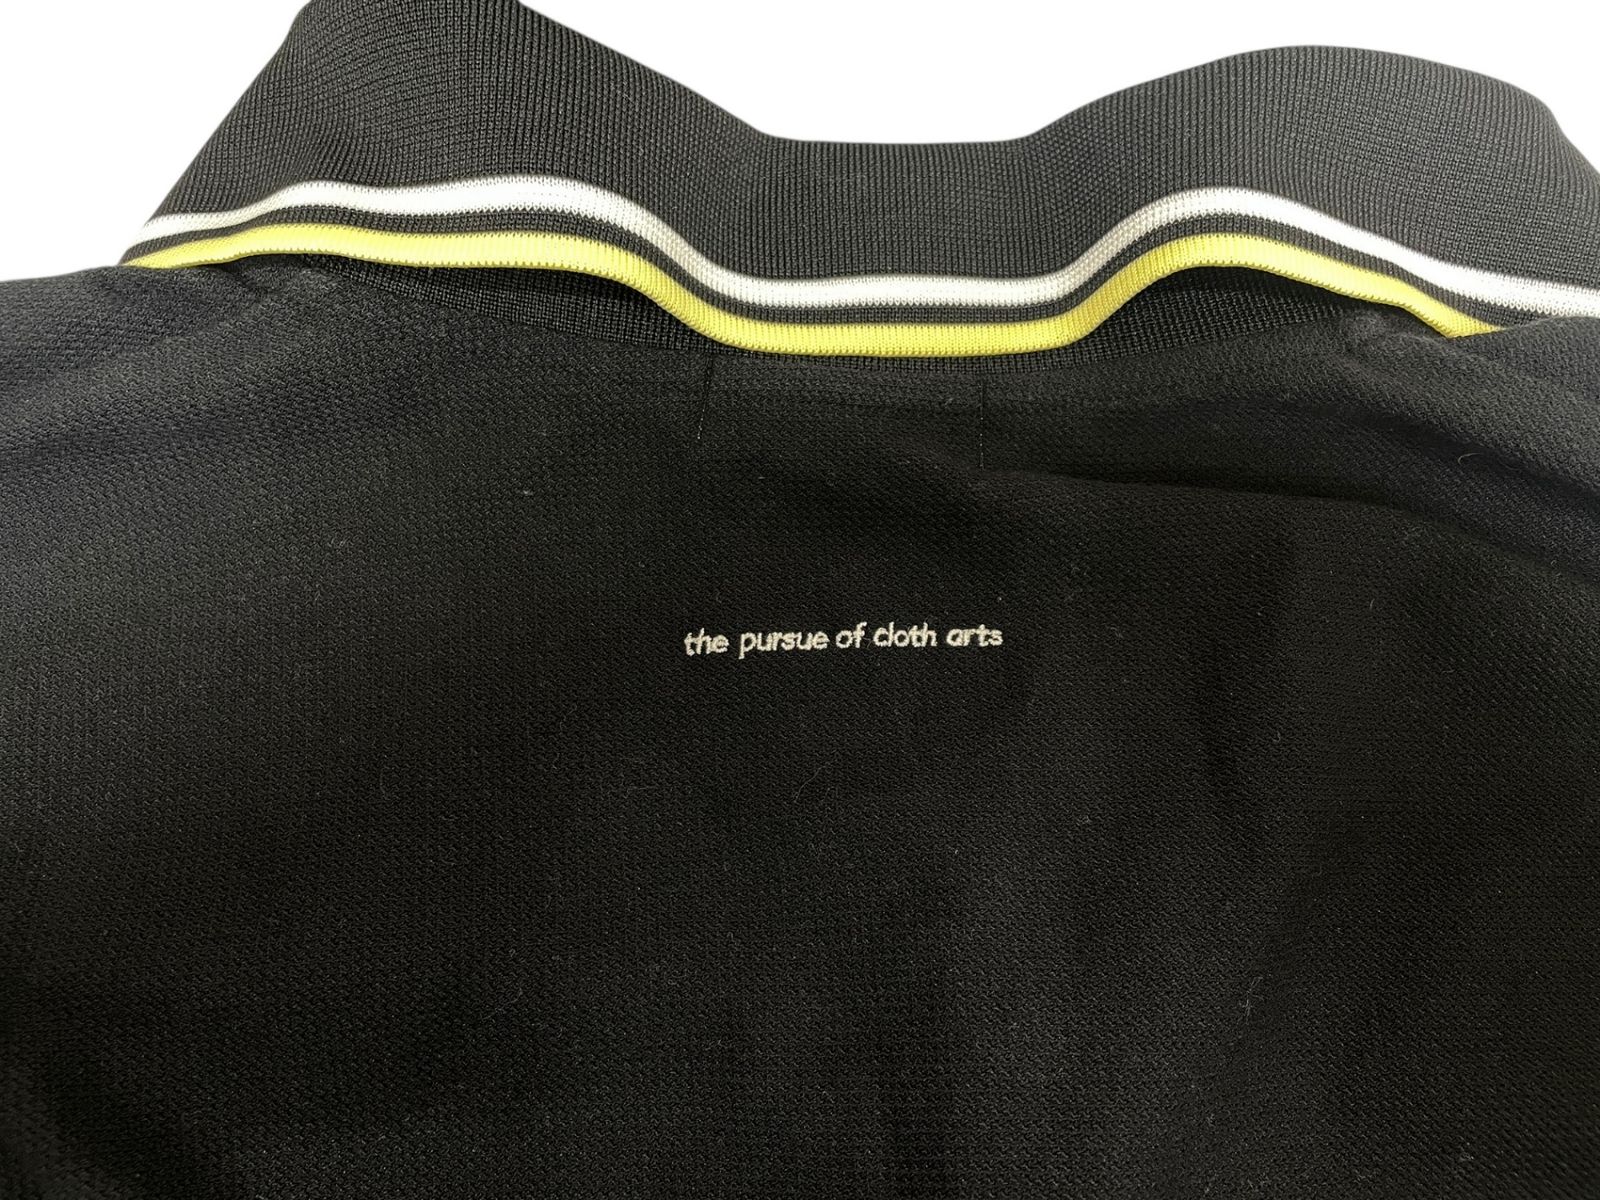 the pursue of cloth arts